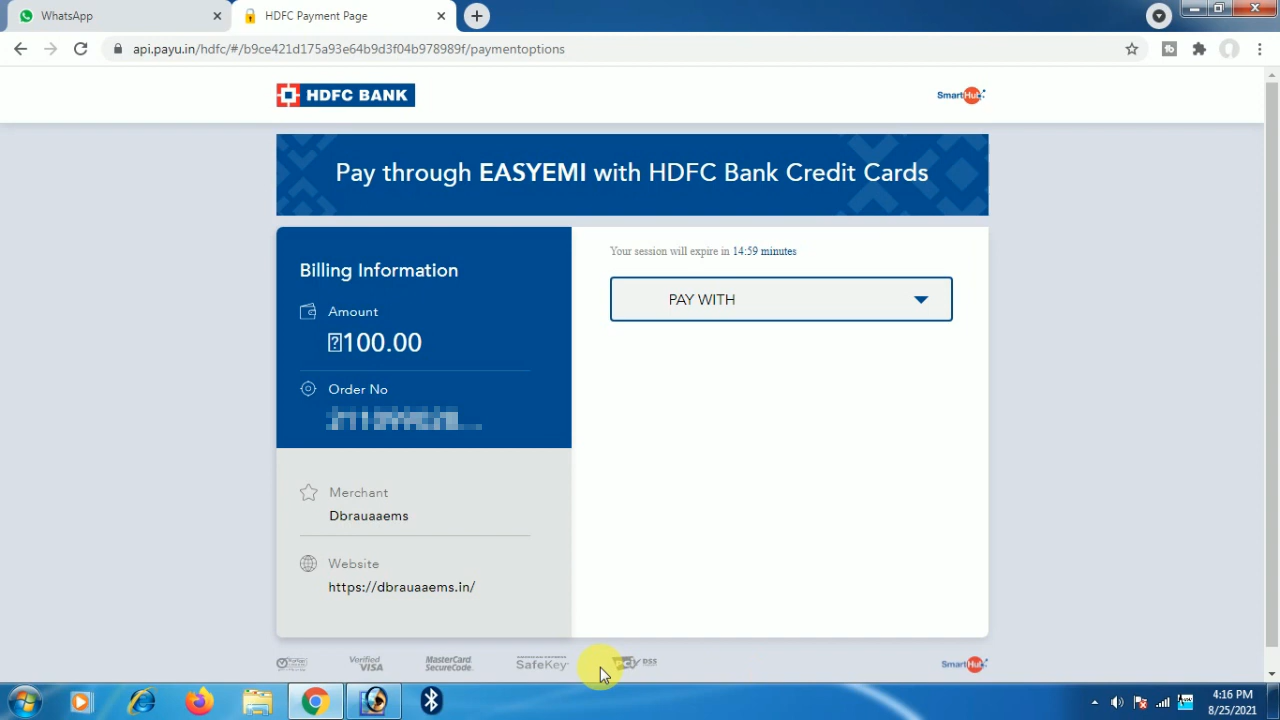 WhatsApp
HDFC Payment Page
api.payu.in/hdfc/#/b9ce421d175a93e64b9d3f04b978989f/paymentoptions
HDFC BANK
SmartHub
Pay through EASYEMI with HDFC Bank Credit Cards
Billing Information
Amount
100.00
Order No
Merchant
Dbrauaaems
Website
https://dbrauaaems.in/
Your session will expire in 14:59 minutes
PAY WITH
Verified
VISA
MasterCard
SecureCode
SafeKey
DSS
SmartHub
4:16 PM
8/25/2021